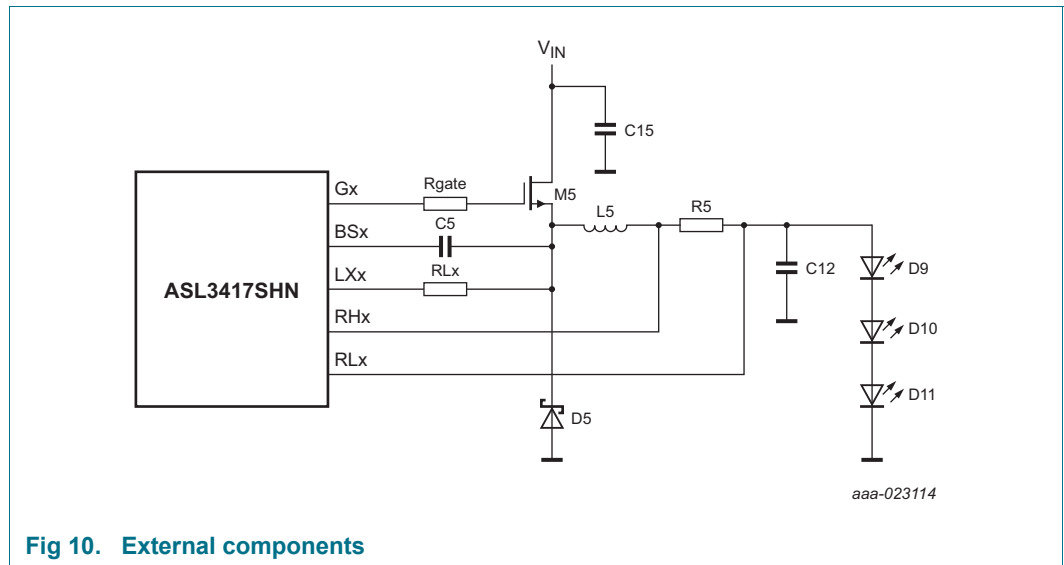 VIN
C15
Gx
Rgate
M5
BSx
C5
L5
R5
LXx
RLx
C12
D9
ASL3417SHN
RHx
D10
RLx
D11
D5
aaa-023114
Fig 10. External components